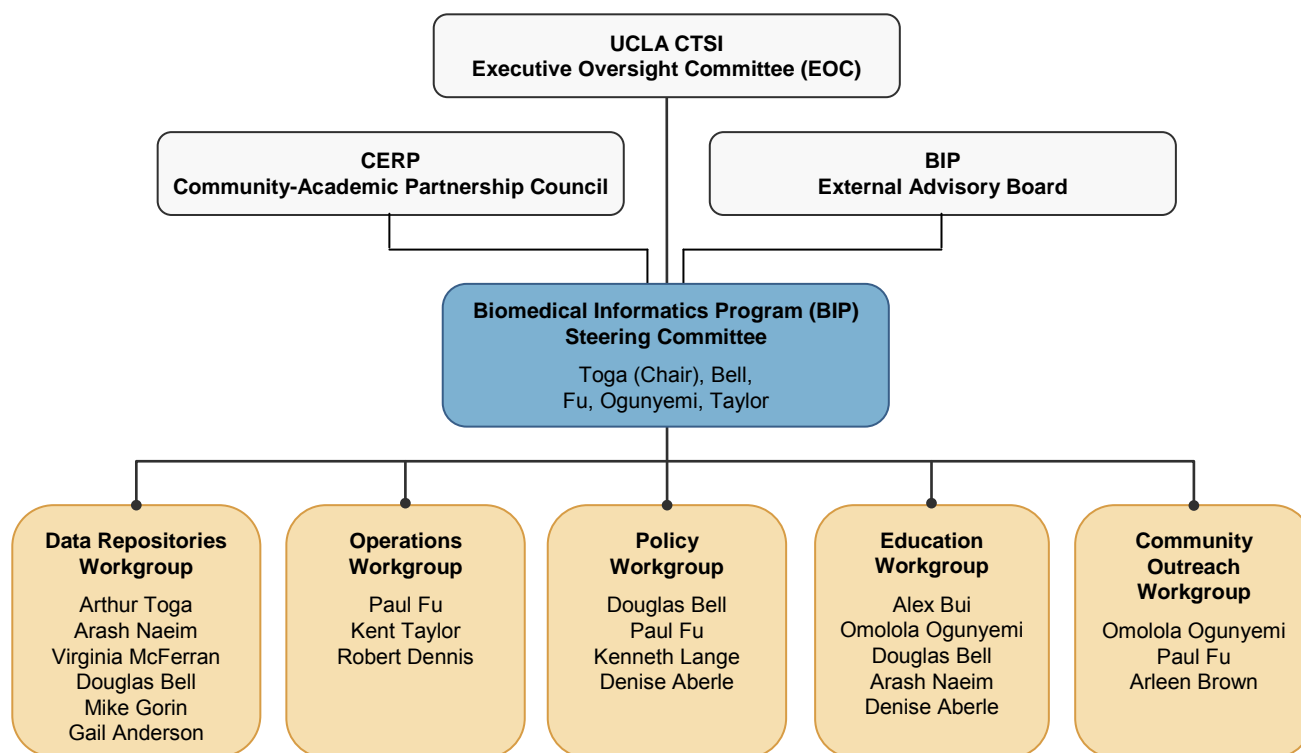 UCLA CTSI
Executive Oversight Committee (EOC)
CERP
Community-Academic Partnership Council
BIP
External Advisory Board
Biomedical Informatics Program (BIP)
Steering Committee
Toga (Chair), Bell,
Fu, Ogunyemi, Taylor
Data Repositories
Workgroup
Arthur Toga
Arash Naeim
Virginia McFerran
Douglas Bell
Mike Gorin
Gail Anderson
Operations
Workgroup
Paul Fu
Kent Taylor
Robert Dennis
Policy
Workgroup
Douglas Bell
Paul Fu
Kenneth Lange
Denise Aberle
Education
Workgroup
Alex Bui
Omolola Ogunyemi
Douglas Bell
Arash Naeim
Denise Aberle
Community
Outreach
Workgroup
Omolola Ogunyemi
Paul Fu
Arleen Brown